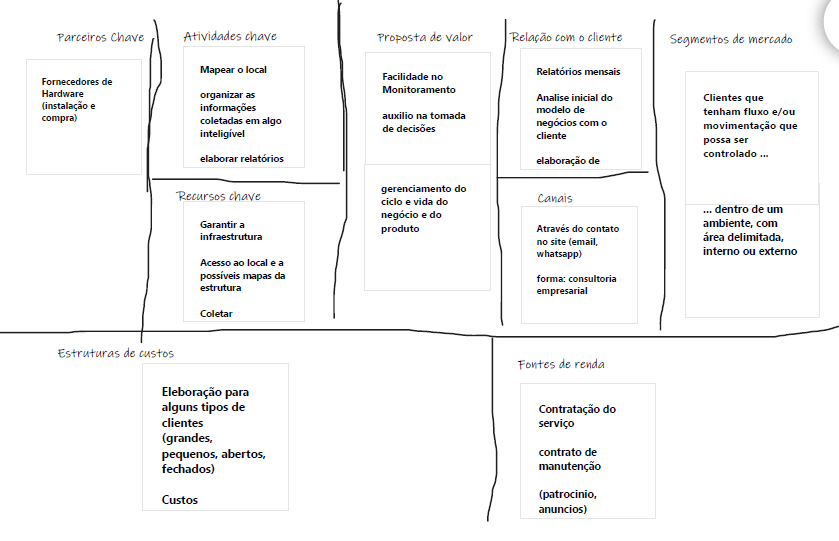 Parceiros Chave
Fornecedores de
Hardware
(instalação e
compra)
Atividades chave
Mapear o local
organizar as
informações
coletadas em algo
inteligível
elaborar relatórios
Recursos chave
Garantir a
infraestrutura
Acesso ao local e a
possíveis mapas da
estrutura
Coletar
Proposta de valor
Facilidade no
Monitoramento
auxilio na tomada
de decisões
gerenciamento do
ciclo e vida do
negócio e do
produto
Relação com o cliente
Relatórios mensais
Analise inicial do
modelo de
negócios com o
cliente
elaboração de
Canais
Através do contato
no site (email,
whatsapp)
forma: consultoria
empresarial
Segmentos de mercado
Clientes que
tenham fluxo e/ou
movimentação que
possa ser
controlado ...
... dentro de um
ambiente, com
área delimitada,
interno ou externo
Estruturas de custos
Eleboração para
alguns tipos de
clientes
(grandes,
pequenos, abertos,
fechados)
Custos
Fontes de renda
Contratação do
serviço
contrato de
manutenção
(patrocinio,
anuncios)